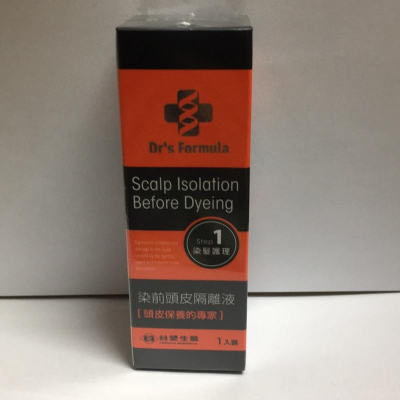 Dr's Formula
Scalp Isolation
Before Dyeing
Step 1
染髮護理
染前頭皮隔離液
[頭皮保養的專家]
台塑生醫
1入裝